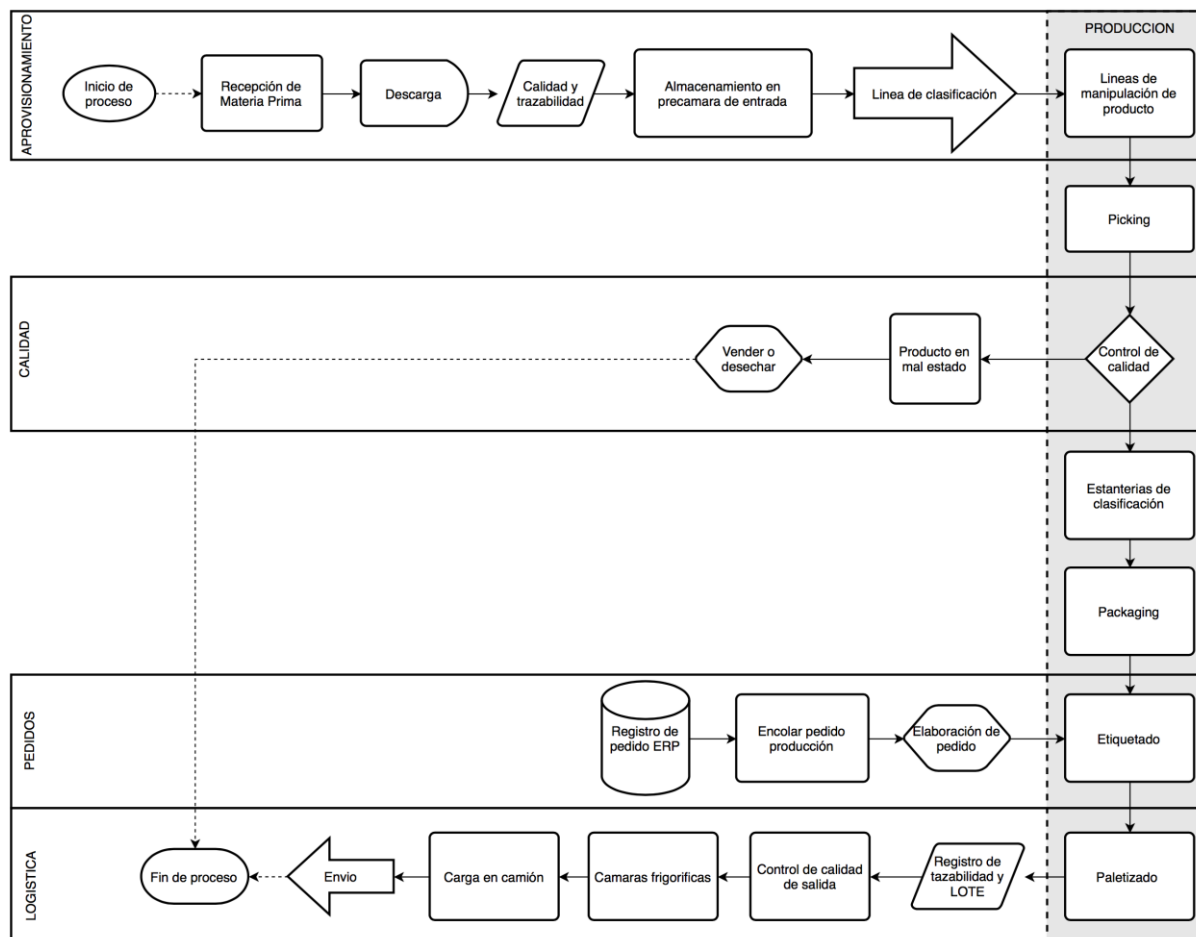 APROVISIONAMIENTO
PRODUCCION
Inicio de
proceso
Recepción de
Materia Prima
Descarga
Calidad y
trazabilidad
Almacenamiento en
precamara de entrada
Linea de clasificación
Lineas de
manipulación de
producto
Picking
CALIDAD
Vender o
desechar
Producto en
mal estado
Control de
calidad
Estanterias de
clasificación
Packaging
PEDIDOS
Registro de
pedido ERP
Encolar pedido
producción
Elaboración de
pedido
Etiquetado
LOGÍSTICA
Fin de proceso
Envio
Carga en camión
Camaras frigorificas
Control de calidad
de salida
Registro de
tazabilidad y
LOTE
Paletizado